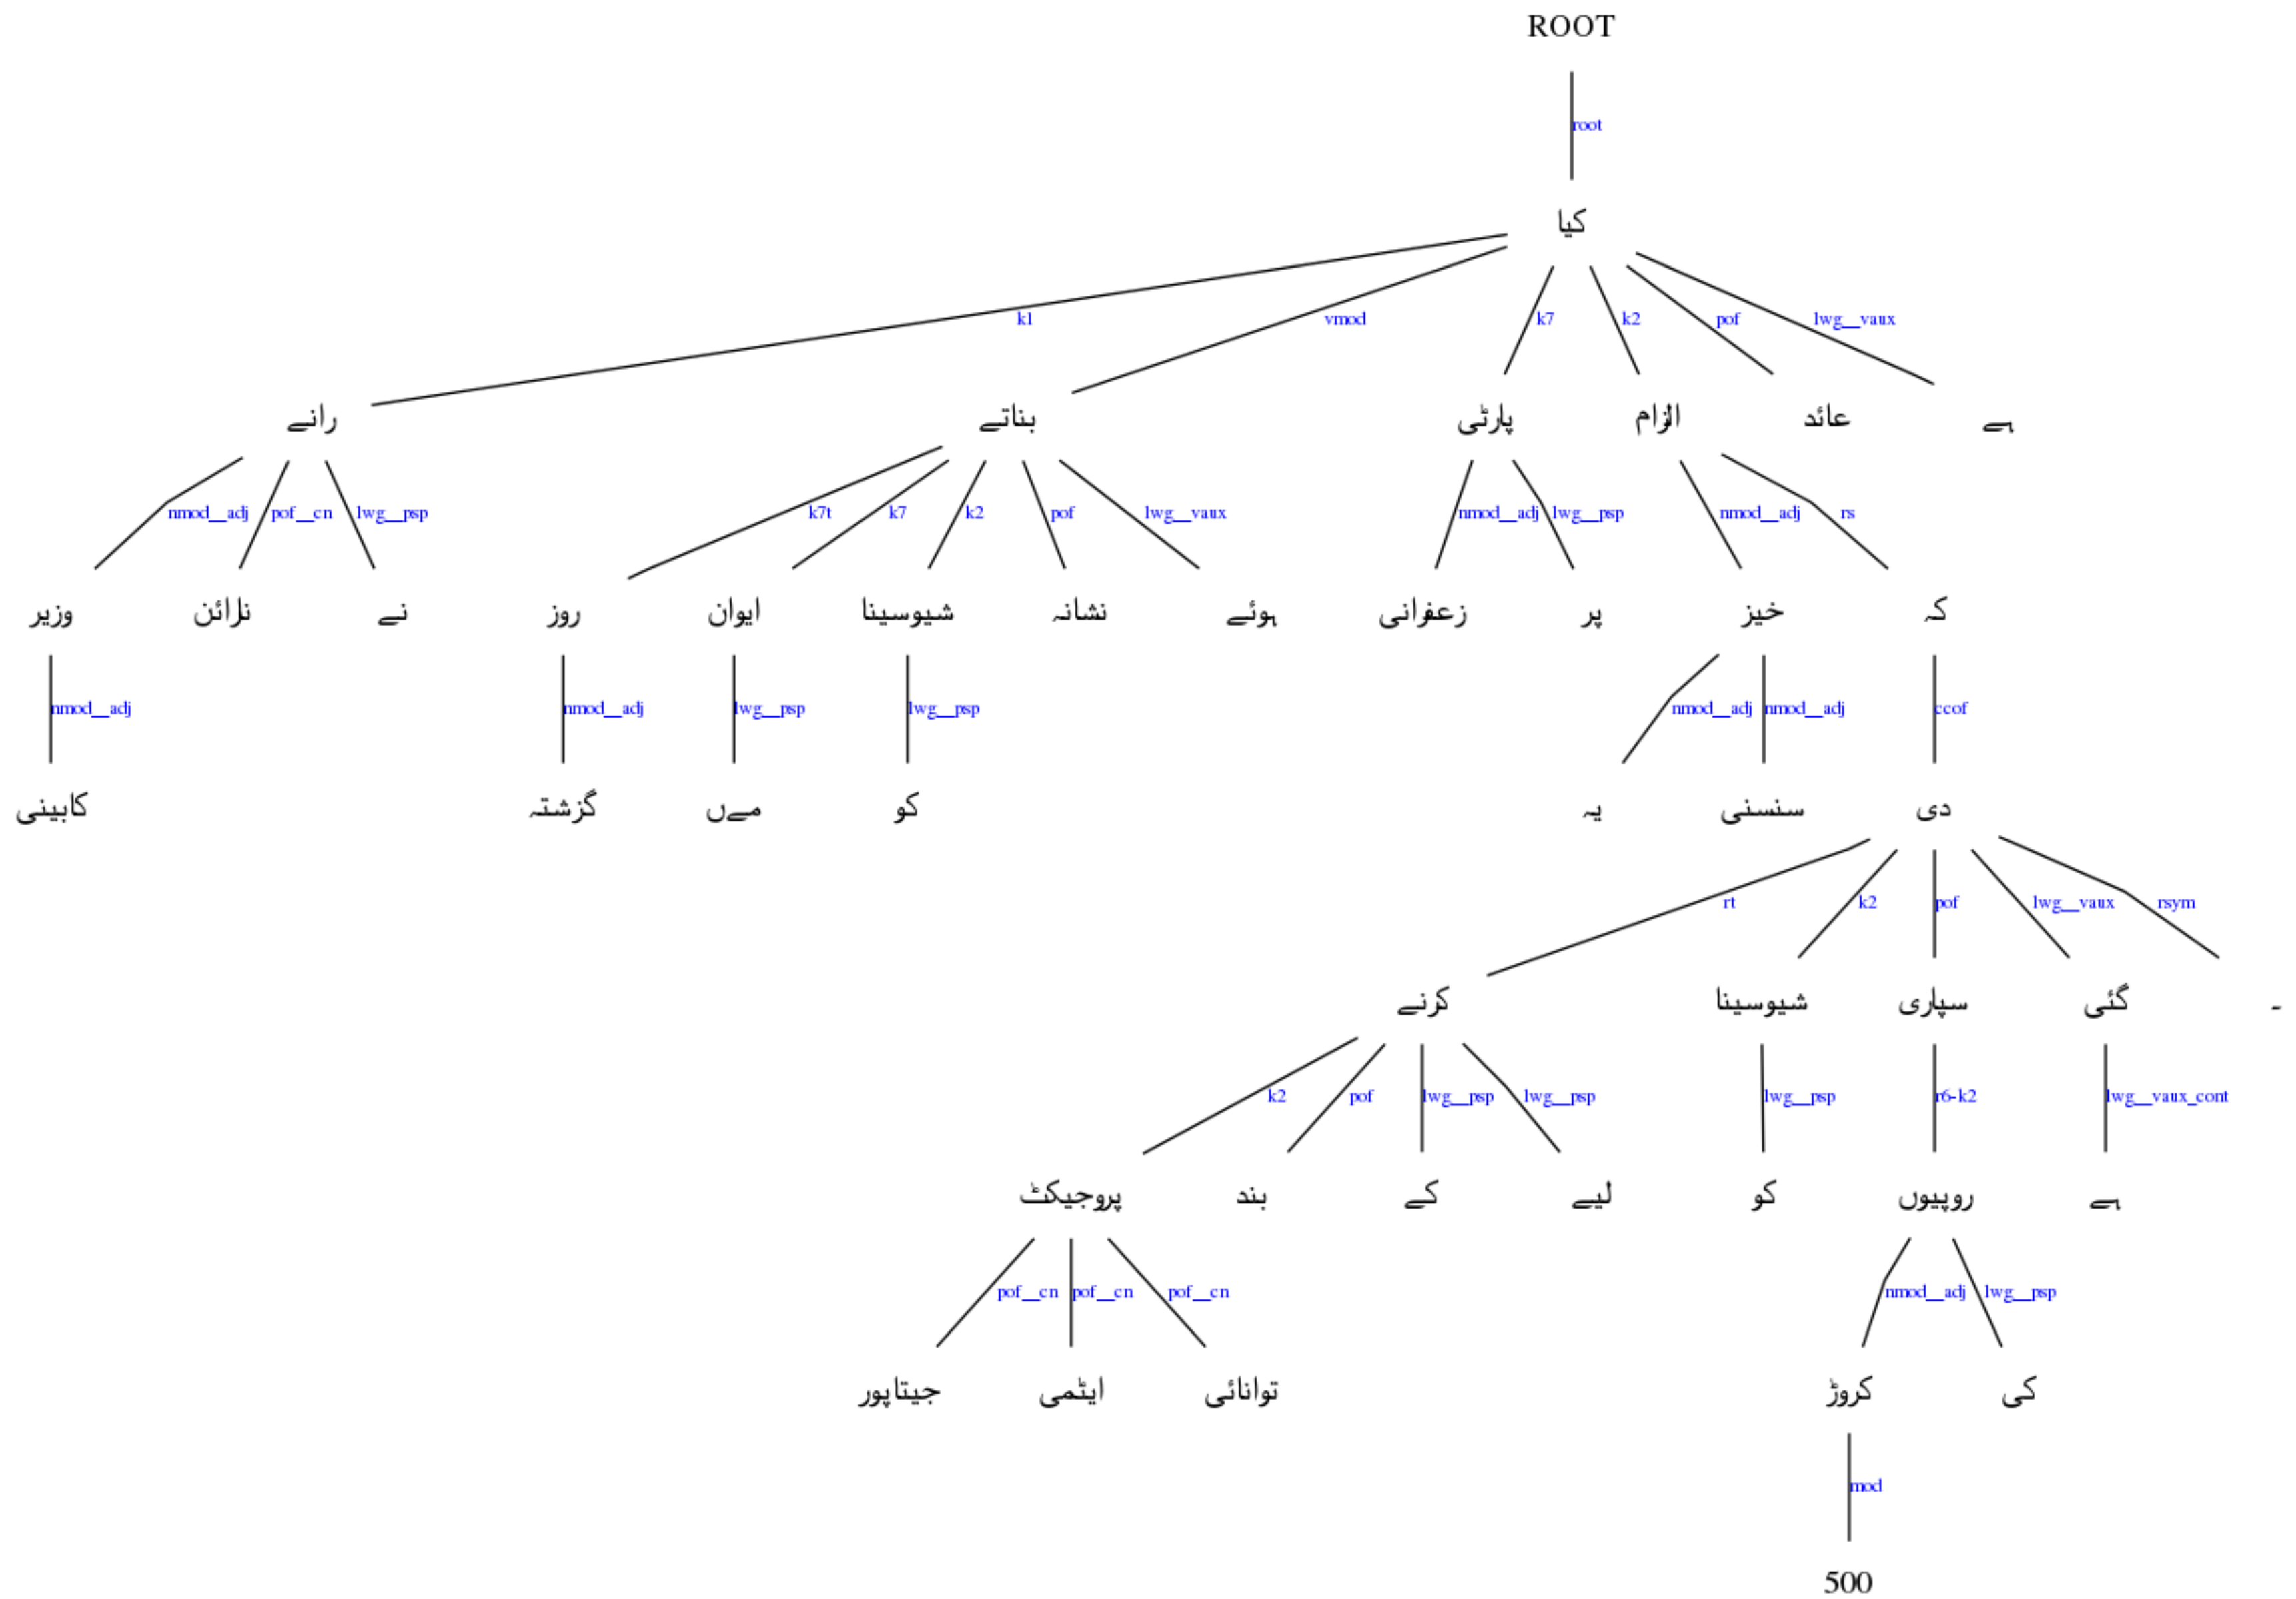 ROOT
root
کیا
k1 vmod k7 k2 pof lwg__vaux
رانے بناتے پارٹی الزام عائد ہے
nmod__adj pof__cn lwg__psp k7t k7 k2 pof lwg__vaux nmod__adj lwg__psp nmod__adj rs
وزیر نارائن نے روز ایوان شیوسینا نشانہ ہوئے زعفرانی پر خیز کہ
nmod__adj nmod__adj lwg__psp lwg__psp nmod__adj nmod__adj ccof
کابینی گزشتہ مےں کو یہ سنسنی دی
rt k2 pof lwg__vaux rsym
کرنے شیوسینا سپاری گئی ۔
k2 pof lwg__psp lwg__psp lwg__psp r6-k2 lwg__vaux_cont
پروجیکٹ بند کے لیے کو روپیوں ہے
pof__cn pof__cn pof__cn nmod__adj lwg__psp
جیتاپور ایٹمی توانائی کروڑ کی
mod
500